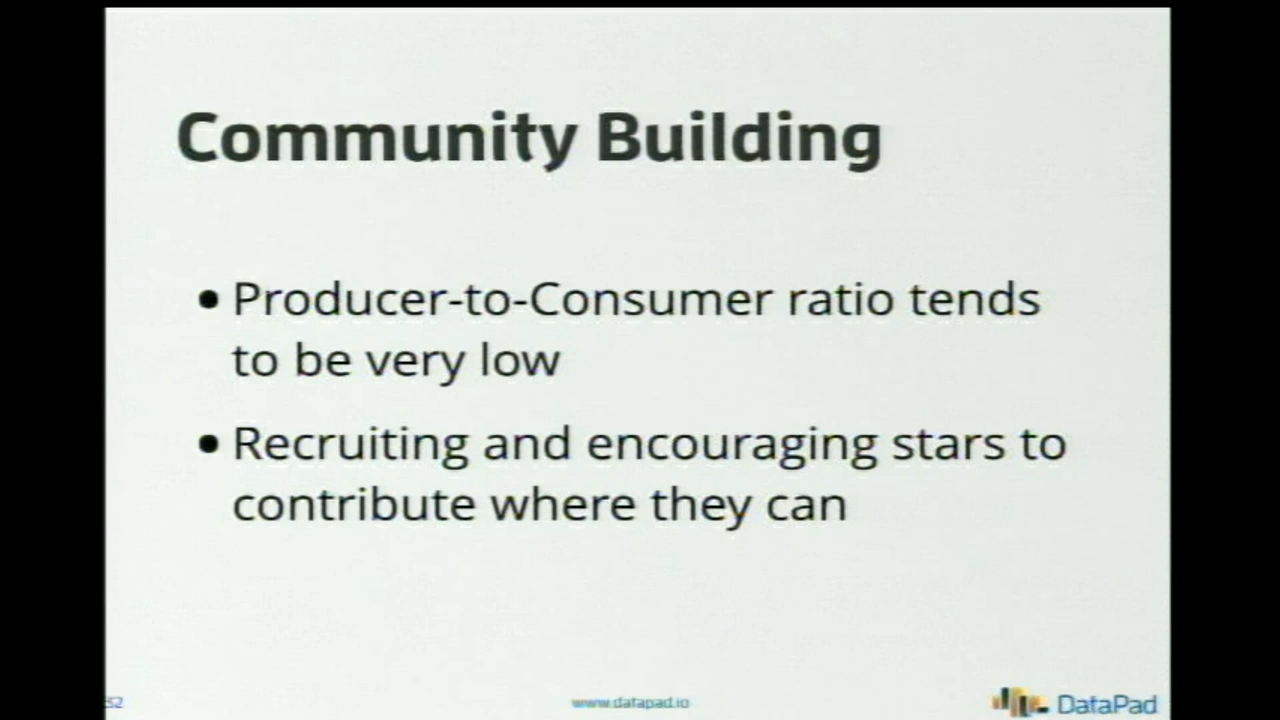 Community Building
• Producer-to-Consumer ratio tends
to be very low
• Recruiting and encouraging stars to
contribute where they can
32
www.datapad.io
DataPad